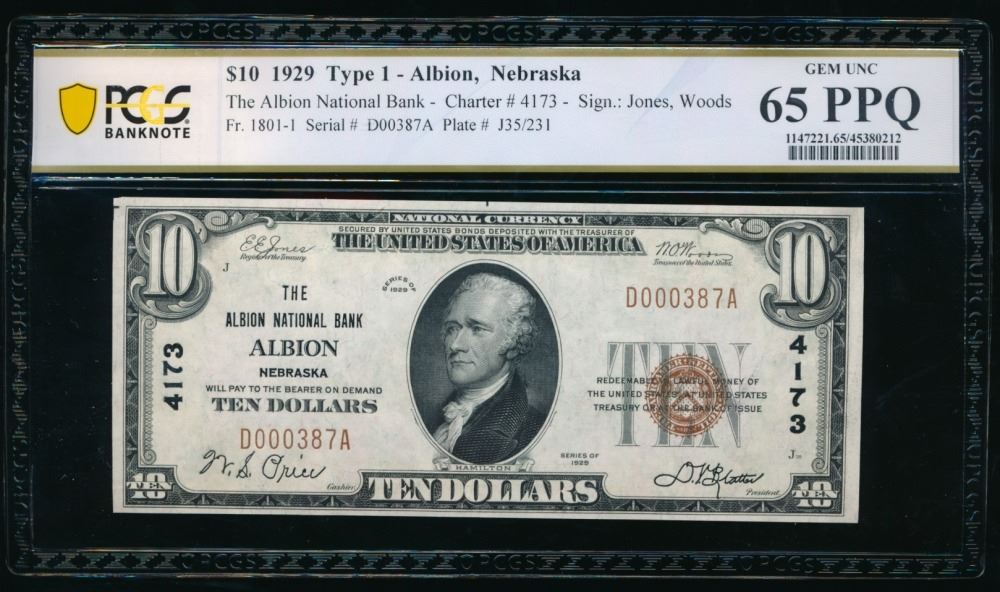 $10 1929 Type 1 - Albion, Nebraska
The Albion National Bank - Charter # 4173 - Sign.: Jones, Woods
Fr. 1801-1 Serial # D00387A Plate # J35/231
PCGS
BANKNOTE
GEM UNC
65 PPQ
1147221.65/45380212
NATIONAL CURRENCY
SECURED BY UNITED STATES BONDS DEPOSITED WITH THE TREASURER OF
THE UNITED STATES OF AMERICA
10
10
E.E. Jones
Register of the Treasury
W.O. Woods
Treasurer of the United States
J
SERIES OF
1929
THE
ALBION NATIONAL BANK
ALBION
NEBRASKA
WILL PAY TO THE BEARER ON DEMAND
TEN DOLLARS
D000387A
D000387A
4173
4173
TEN
REDEEMABLE IN LAWFUL MONEY OF
THE UNITED STATES AT UNITED STATES
TREASURY OR AT THE BANK OF ISSUE
SERIES OF
1929
J
W. S. Price
Cashier
HAMILTON
President
10
TEN
TEN DOLLARS
10
TEN